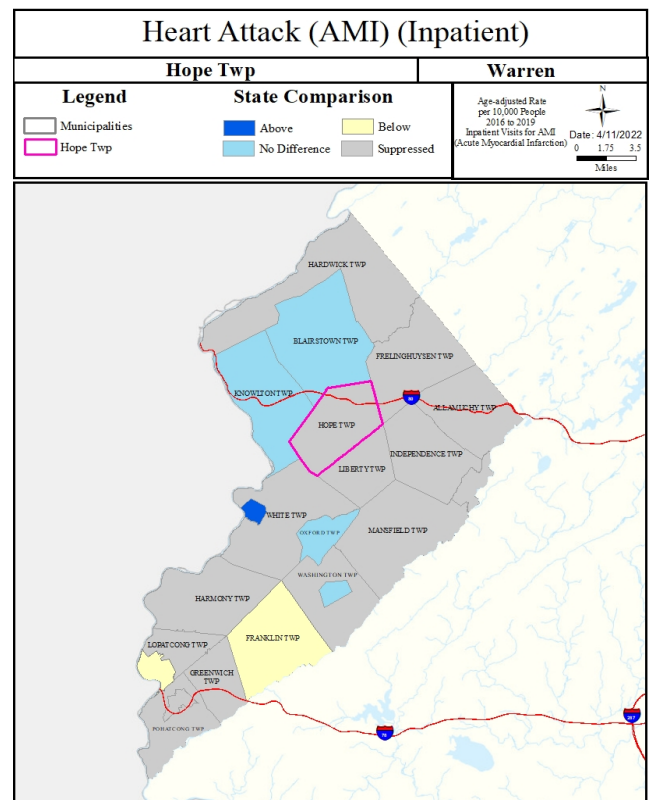 Heart Attack (AMI) (Inpatient)
Hope Twp
Warren
Legend
Municipalities
Hope Twp
State Comparison
Above
Below
No Difference
Suppressed
Age-adjusted Rate
per 10,000 People
2016 to 2019
Inpatient Visits for AMI
(Acute Myocardial Infarction)
N
Date: 4/11/2022
0 1.75 3.5
Miles
HARDWICK TWP
BLAIRSTOWN TWP
FRELINGHUYSEN TWP
KNOWLTON TWP
80
ALLAMUCHY TWP
HOPE TWP
INDEPENDENCE TWP
LIBERTY TWP
WHITE TWP
OXFORD TWP
MANSFIELD TWP
WASHINGTON TWP
HARMONY TWP
FRANKLIN TWP
LOPATCONG TWP
GREENWICH
TWP
POHATCONG TWP
78
287